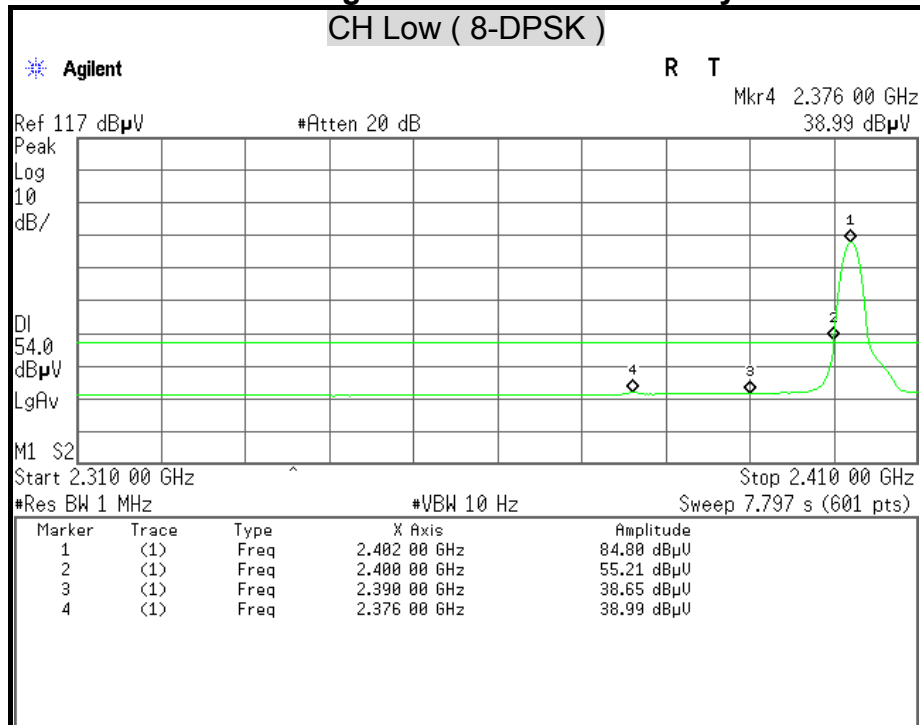 CH Low ( 8-DPSK )
Agilent
R T
Mkr4 2.376 00 GHz
Ref 117 dBµV #Atten 20 dB 38.99 dBµV
Peak
Log
10
dB/
1
DI
2
54.0
dBµV
4 3
LgAv
M1 S2
Start 2.310 00 GHz ^ Stop 2.410 00 GHz
#Res BW 1 MHz #VBW 10 Hz Sweep 7.797 s (601 pts)
Marker Trace Type X Axis Amplitude
1 (1) Freq 2.402 00 GHz 84.80 dBµV
2 (1) Freq 2.400 00 GHz 55.21 dBµV
3 (1) Freq 2.390 00 GHz 38.65 dBµV
4 (1) Freq 2.376 00 GHz 38.99 dBµV